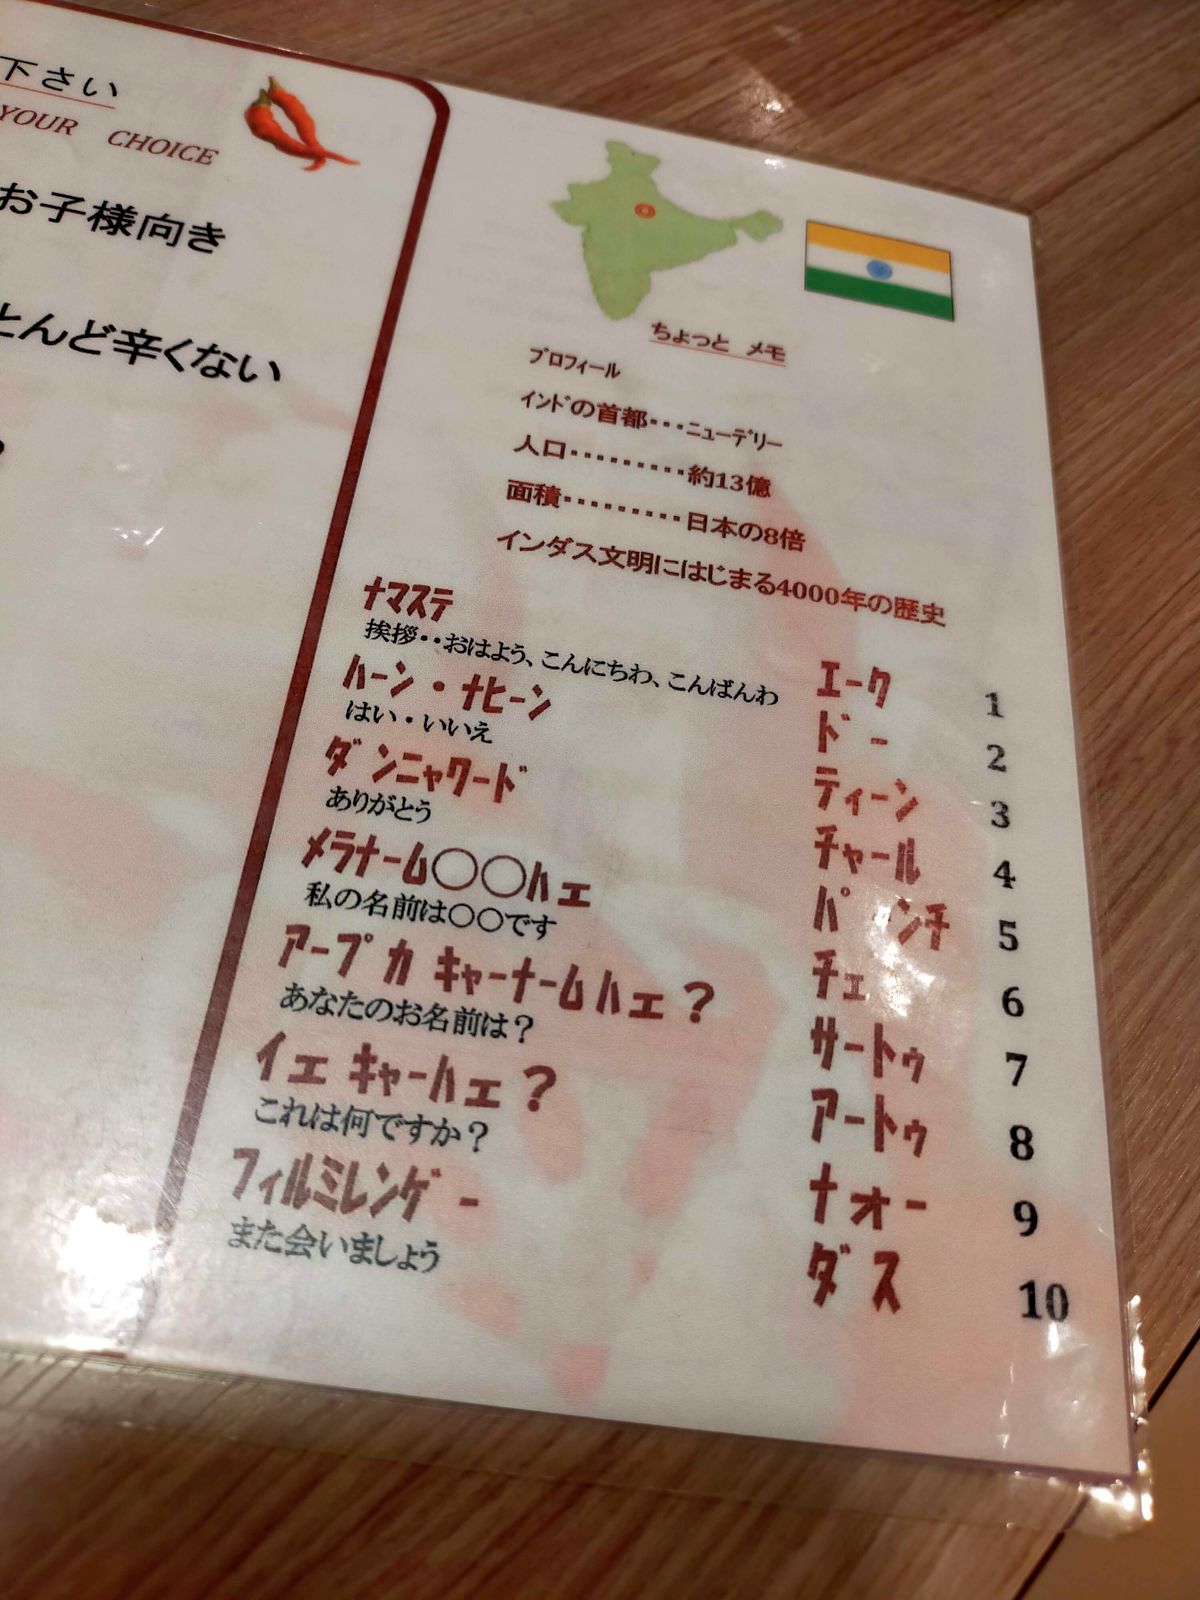 下さい
YOUR CHOICE
お子様向き
とんど辛くない
ちょっと メモ
プロフィール
インドの首都・・・ニューデリー
人口・・・・・・・・・約13億
面積・・・・・・・・・日本の8倍
インダス文明にはじまる4000年の歴史
ナマステ
挨拶・・おはよう、こんにちわ、こんばんわ
ハーン・ナヒーン
はい・いいえ
ダンニャワード
ありがとう
メラナーム〇〇ハェ
私の名前は〇〇です
アープ カ キャーナームハェ？
あなたのお名前は？
イェ キャーハェ？
これは何ですか？
フィルミレンゲー
また会いましょう
エーク 1
ドー 2
ティーン 3
チャール 4
パーンチ 5
チェ 6
サートゥ 7
アートゥ 8
ナォー 9
ダス 10